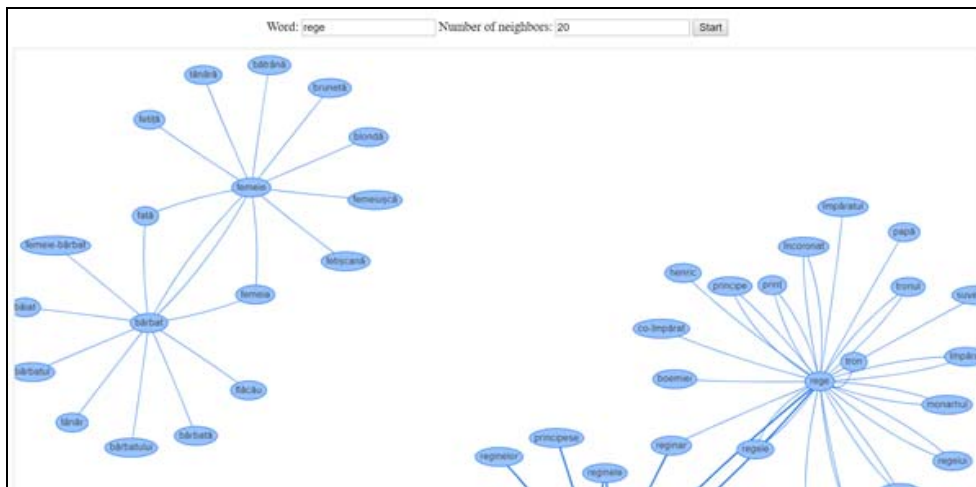 Word: rege Number of neighbors: 20 Start
tânără
bătrână
brunetă
fetiță
blondă
femeie
femeiușcă
fată
femeie-bărbat
fetișcană
băiat
femeia
bărbat
bărbatul
flăcău
tânăr
bărbatului
bărbată
împăratul
papă
încoronat
henric
principe
prinț
tronul
co-împărat
tron
boemiei
rege
monarhul
reginar
regele
regelui
principese
reginelor
reginele